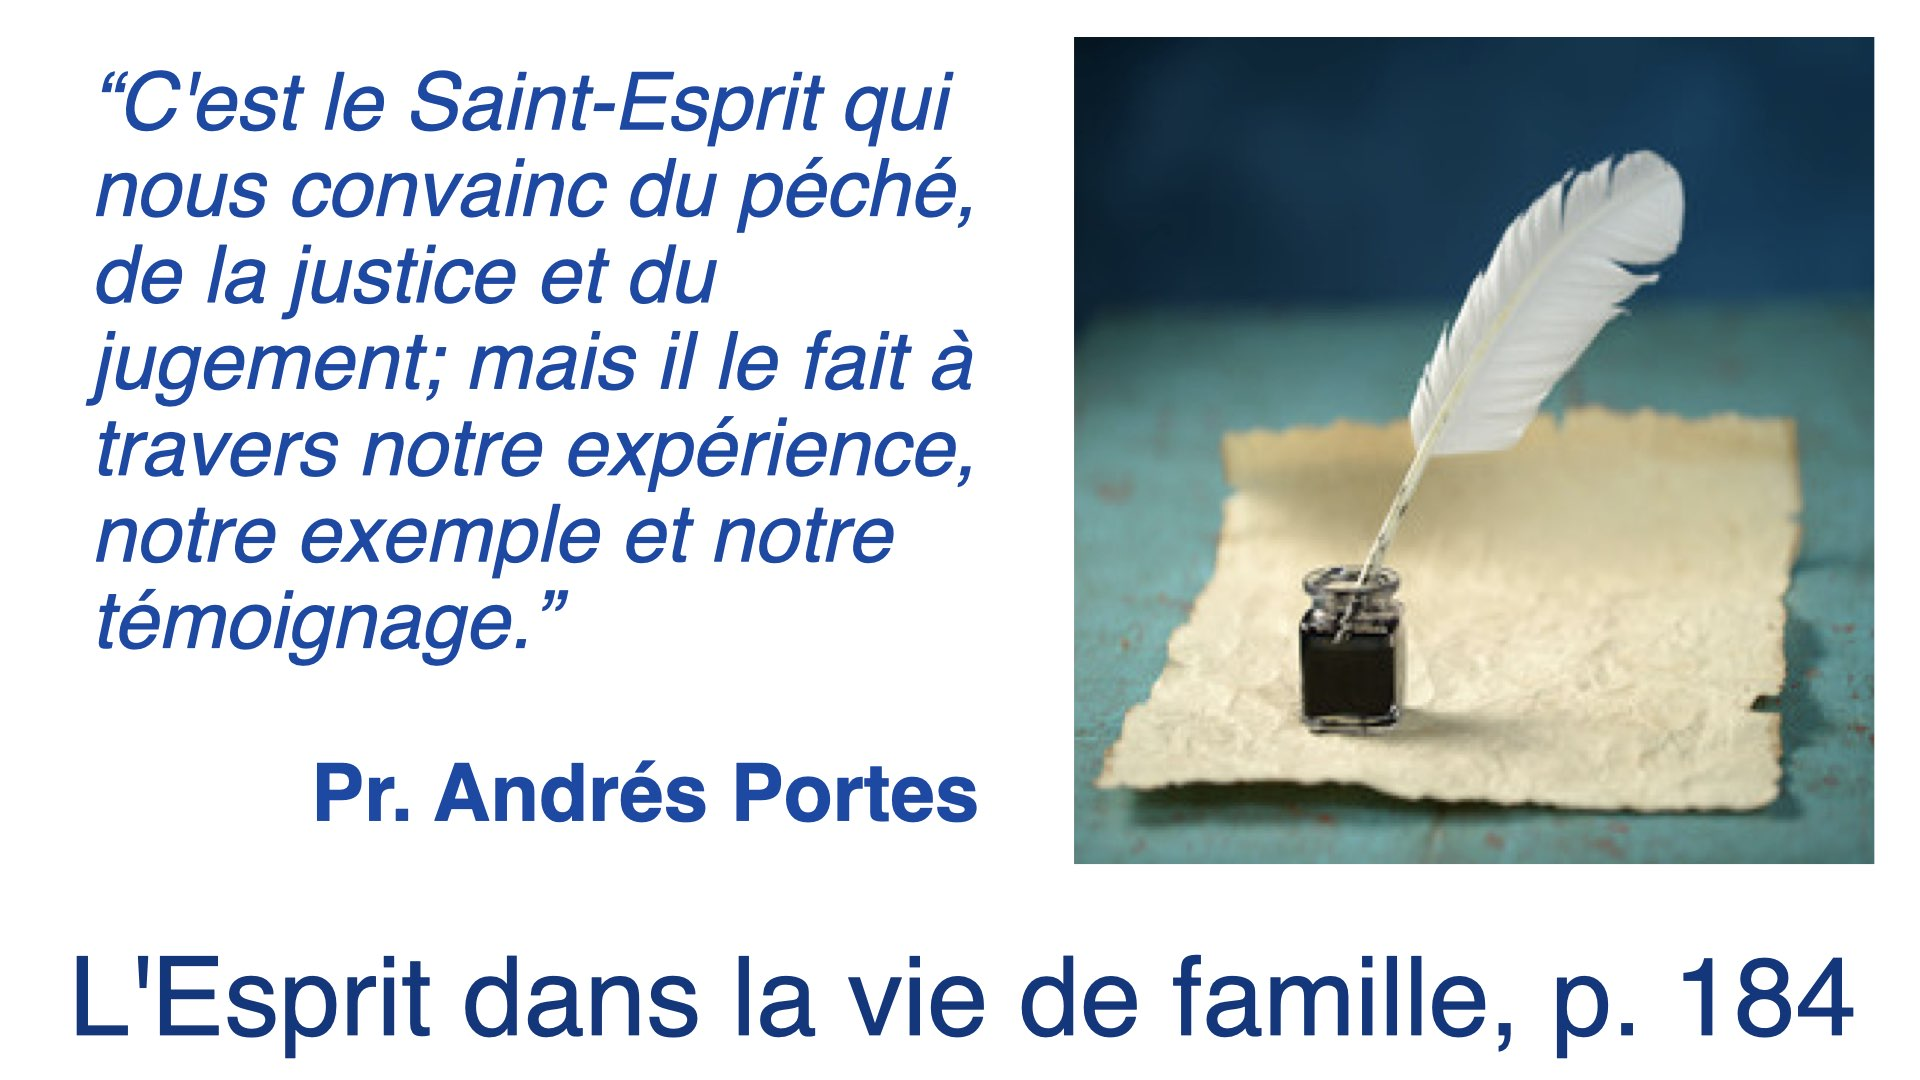 “C'est le Saint-Esprit qui
nous convainc du péché,
de la justice et du
jugement; mais il le fait à
travers notre expérience,
notre exemple et notre
témoignage.”
Pr. Andrés Portes
L'Esprit dans la vie de famille, p. 184